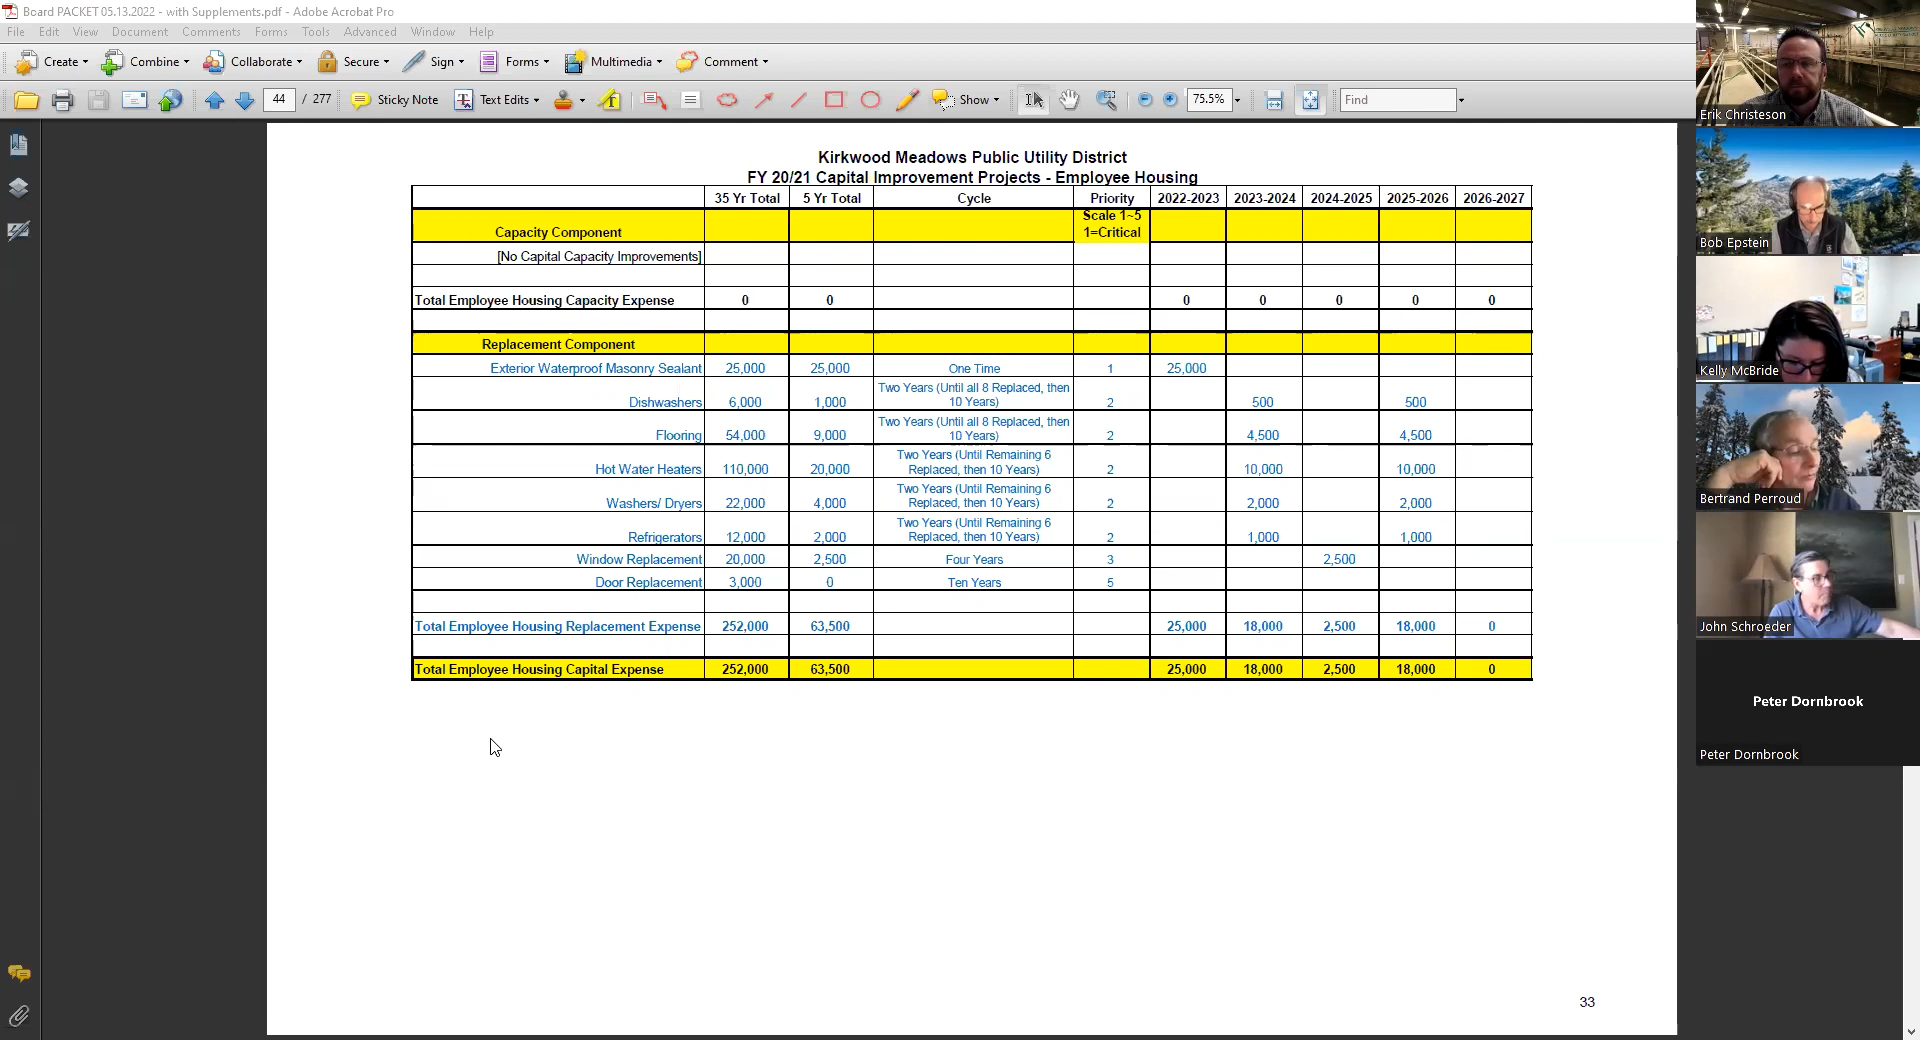 Board PACKET 05.13.2022 - with Supplements.pdf - Adobe Acrobat Pro
File Edit View Document Comments Forms Tools Advanced Window Help
Create Combine Collaborate Secure Sign Forms Multimedia Comment
44 / 277 Sticky Note Text Edits Show 75.5% Find
Kirkwood Meadows Public Utility District
FY 20/21 Capital Improvement Projects - Employee Housing
35 Yr Total 5 Yr Total Cycle Priority 2022-2023 2023-2024 2024-2025 2025-2026 2026-2027
Capacity Component Scale 1~5
1=Critical
[No Capital Capacity Improvements]
Total Employee Housing Capacity Expense 0 0 0 0 0 0 0
Replacement Component
Exterior Waterproof Masonry Sealant 25,000 25,000 One Time 1 25,000
Two Years (Until all 8 Replaced, then
Dishwashers 6,000 1,000 10 Years) 2 500 500
Two Years (Until all 8 Replaced, then
Flooring 54,000 9,000 10 Years) 2 4,500 4,500
Two Years (Until Remaining 6
Hot Water Heaters 110,000 20,000 Replaced, then 10 Years) 2 10,000 10,000
Two Years (Until Remaining 6
Washers/ Dryers 22,000 4,000 Replaced, then 10 Years) 2 2,000 2,000
Two Years (Until Remaining 6
Refrigerators 12,000 2,000 Replaced, then 10 Years) 2 1,000 1,000
Window Replacement 20,000 2,500 Four Years 3 2,500
Door Replacement 3,000 0 Ten Years 5
Total Employee Housing Replacement Expense 252,000 63,500 25,000 18,000 2,500 18,000 0
Total Employee Housing Capital Expense 252,000 63,500 25,000 18,000 2,500 18,000 0
33
Erik Christeson
Bob Epstein
Kelly McBride
Bertrand Perroud
John Schroeder
Peter Dornbrook
Peter Dornbrook